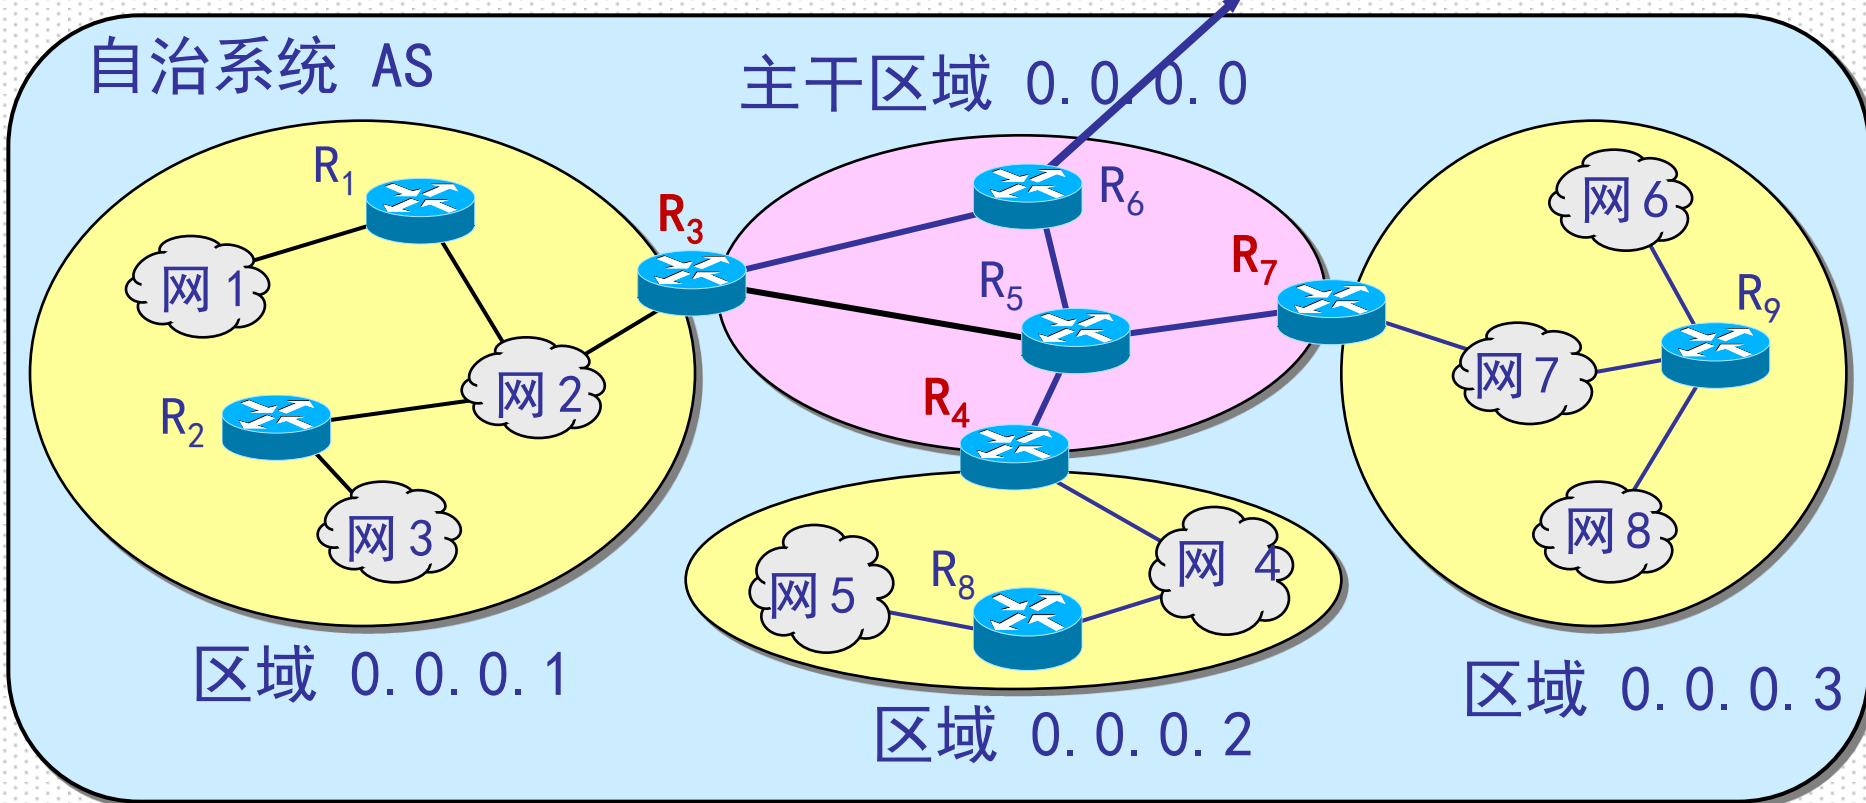 自治系统 AS
主干区域 0.0.0.0
R1
R3
R6
网6
R7
R5
R9
网1
网7
网2
R4
R2
网3
网8
网4
R8
网5
区域 0.0.0.1
区域 0.0.0.2
区域 0.0.0.3